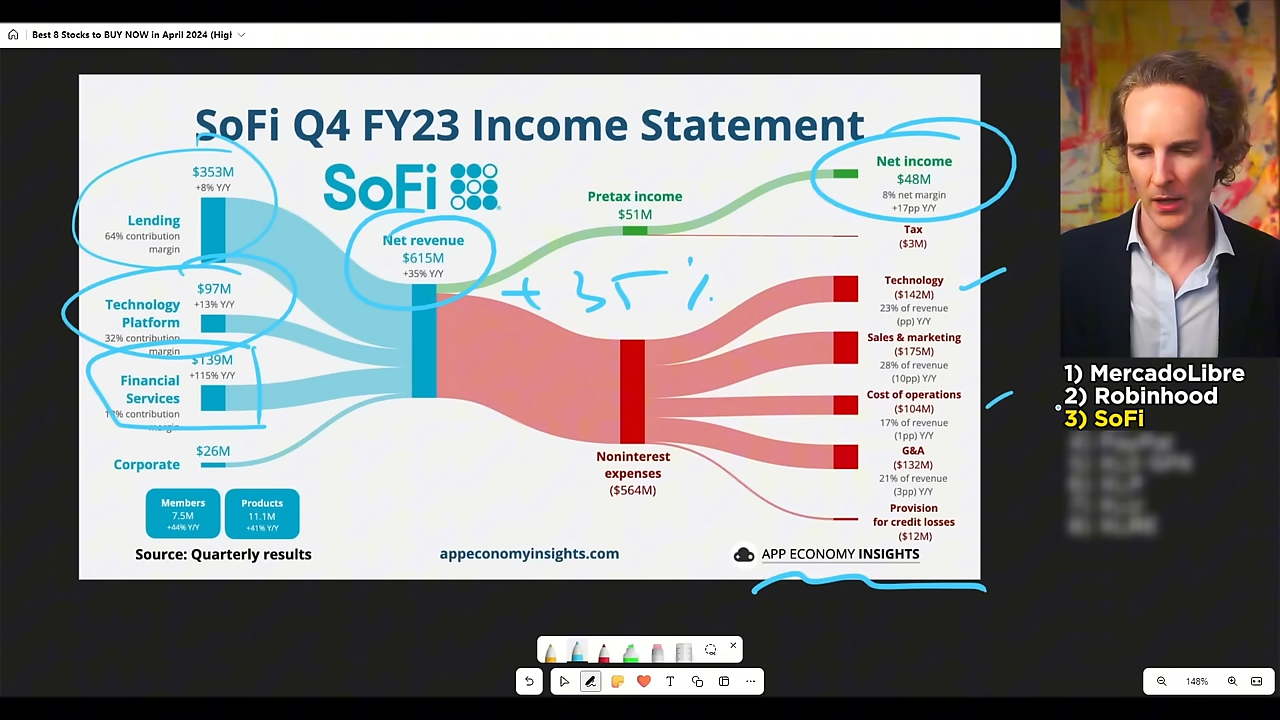 Best 8 Stocks to BUY NOW in April 2024 (Higl
SoFi Q4 FY23 Income Statement
SoFi
$353M
+8% Y/Y
Lending
64% contribution
margin
$97M
+13% Y/Y
Technology
Platform
32% contribution
margin
$139M
+115% Y/Y
Financial
Services
contribution
margin
$26M
Corporate
Members
7.5M
+44% Y/Y
Products
11.1M
+41% Y/Y
Net revenue
$615M
+35% Y/Y
+35%
Pretax income
$51M
Noninterest
expenses
($564M)
Net income
$48M
8% net margin
+17pp Y/Y
Tax
($3M)
Technology
($142M)
23% of revenue
(pp) Y/Y
Sales & marketing
($175M)
28% of revenue
(10pp) Y/Y
Cost of operations
($104M)
17% of revenue
(1pp) Y/Y
G&A
($132M)
21% of revenue
(3pp) Y/Y
Provision
for credit losses
($12M)
Source: Quarterly results
appeconomyinsights.com
APP ECONOMY INSIGHTS
1) MercadoLibre
2) Robinhood
3) SoFi
T
148%